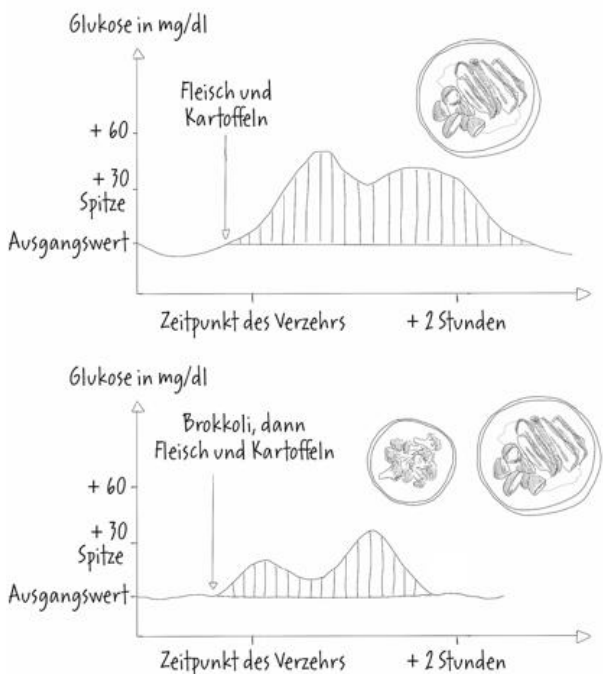 Glukose in mg/dl
Fleisch und
Kartoffeln
+ 60
+ 30
Spitze
Ausgangswert
Zeitpunkt des Verzehrs
+ 2 Stunden
Glukose in mg/dl
Brokkoli, dann
Fleisch und Kartoffeln
+ 60
+ 30
Spitze
Ausgangswert
Zeitpunkt des Verzehrs
+ 2 Stunden